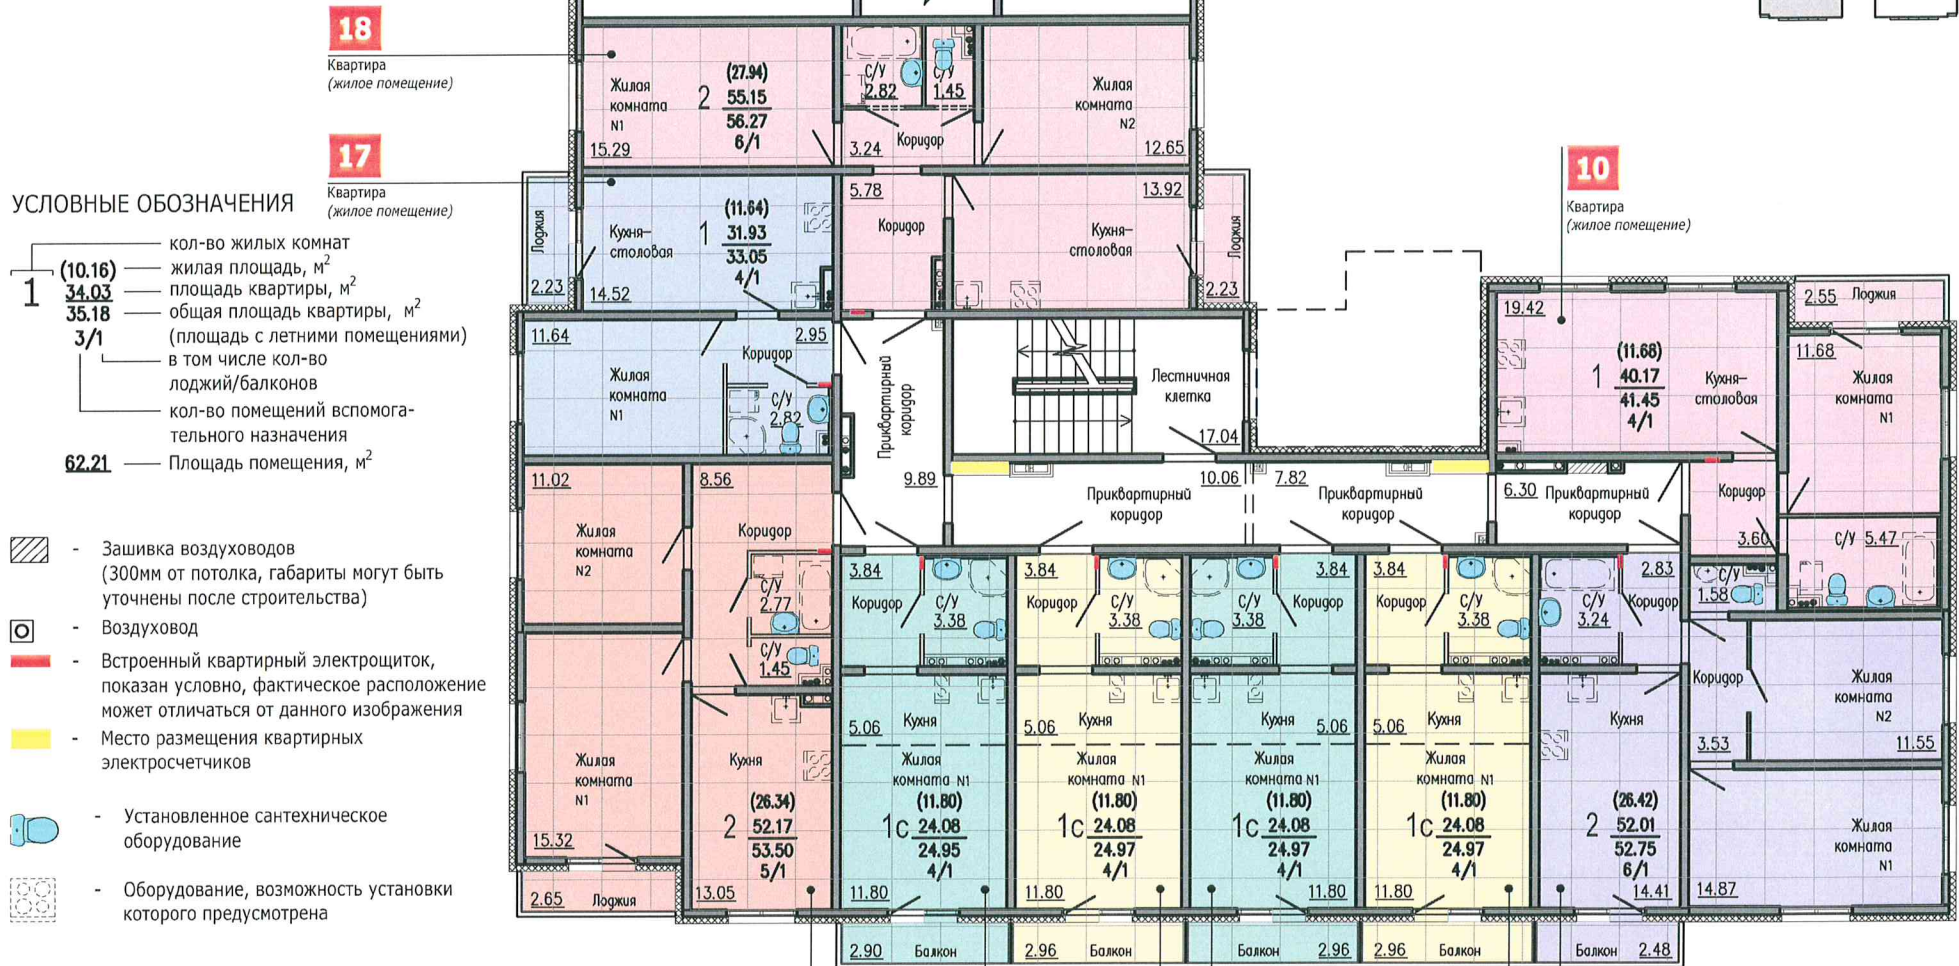 18
Квартира
(жилое помещение)
17
Квартира
(жилое помещение)
10
Квартира
(жилое помещение)
УСЛОВНЫЕ ОБОЗНАЧЕНИЯ
кол-во жилых комнат
(10.16) жилая площадь, м²
1 34.03 площадь квартиры, м²
35.18 общая площадь квартиры, м²
3/1 (площадь с летними помещениями)
в том числе кол-во
лоджий/балконов
кол-во помещений вспомога-
тельного назначения
62.21 Площадь помещения, м²
- Зашивка воздуховодов
(300мм от потолка, габариты могут быть
уточнены после строительства)
- Воздуховод
- Встроенный квартирный электрощиток,
показан условно, фактическое расположение
может отличаться от данного изображения
- Место размещения квартирных
электросчетчиков
- Установленное сантехническое
оборудование
- Оборудование, возможность установки
которого предусмотрена
Жилая
комната
N1
15.29
2
(27.94)
55.15
56.27
6/1
С/У
2.82
С/У
1.45
Коридор
3.24
Жилая
комната
N2
12.65
Лоджия
2.23
Кухня-
столовая
14.52
1
(11.64)
31.93
33.05
4/1
5.78
Коридор
13.92
Кухня-
столовая
Лоджия
2.23
11.64
Жилая
комната
N1
2.95
Коридор
С/У
2.82
Приквартирный
коридор
9.89
Лестничная
клетка
17.04
10.06
Приквартирный
коридор
7.82
Приквартирный
коридор
6.30
Приквартирный
коридор
19.42
1
(11.68)
40.17
41.45
4/1
Кухня-
столовая
2.55
Лоджия
11.68
Жилая
комната
N1
Коридор
3.60
С/У 5.47
С/У
1.58
11.02
Жилая
комната
N2
8.56
Коридор
С/У
2.77
С/У
1.45
Жилая
комната
N1
15.32
Кухня
2
(26.34)
52.17
53.50
5/1
13.05
2.65
Лоджия
3.84
Коридор
С/У
3.38
5.06
Кухня
Жилая
комната N1
1с
(11.80)
24.08
24.95
4/1
11.80
2.90
Балкон
3.84
Коридор
С/У
3.38
5.06
Кухня
Жилая
комната N1
1с
(11.80)
24.08
24.97
4/1
11.80
2.96
Балкон
3.84
С/У
3.38
Коридор
Кухня
5.06
Жилая
комната N1
1с
(11.80)
24.08
24.97
4/1
11.80
Балкон
2.96
3.84
Коридор
С/У
3.38
5.06
Кухня
Жилая
комната N1
1с
(11.80)
24.08
24.97
4/1
11.80
2.96
Балкон
2.83
С/У
3.24
Коридор
Кухня
2
(26.42)
52.01
52.75
6/1
14.41
Балкон
2.48
Коридор
3.53
Жилая
комната
N2
11.55
Жилая
комната
N1
14.87